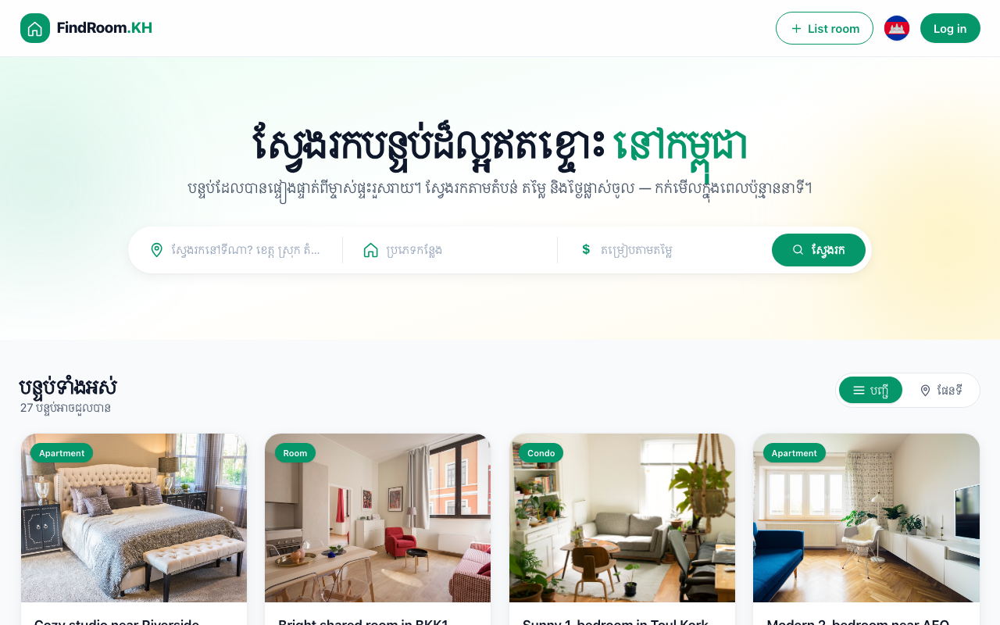 FindRoom.KH
List room
Log in
ស្វែងរកបន្ទប់ដ៏ល្អឥតខ្ចោះ នៅកម្ពុជា
បន្ទប់ដែលបានផ្ទៀងផ្ទាត់ពីម្ចាស់ផ្ទះរួសរាយ។ ស្វែងរកតាមតំបន់ តម្លៃ និងថ្ងៃផ្លាស់ចូល — កក់មើលក្នុងពេលប៉ុន្មាននាទី។
ស្វែងរកនៅទីណា? ខេត្ត ស្រុក តំ...
ប្រភេទកន្លែង
$ តម្រៀបតាមតម្លៃ
ស្វែងរក
បន្ទប់ទាំងអស់
27 បន្ទប់អាចជួលបាន
បញ្ជី
ផែនទី
Apartment
Room
Condo
Apartment
Cozy studio near Riverside
Bright shared room in BKK1
Sunny 1-bedroom in Toul Kork
Modern 2-bedroom near AEO